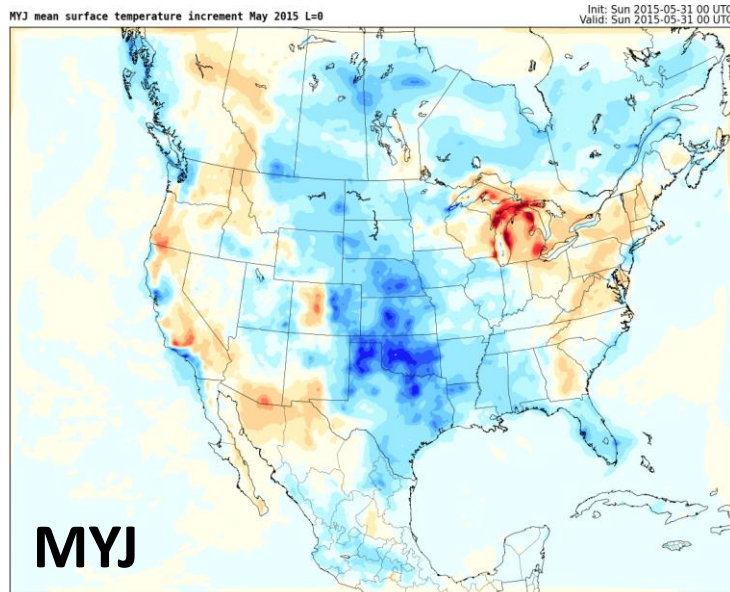 MYJ mean surface temperature increment May 2015 L=0
Init: Sun 2015-05-31 00 UTC
Valid: Sun 2015-05-31 00 UTC
MYJ